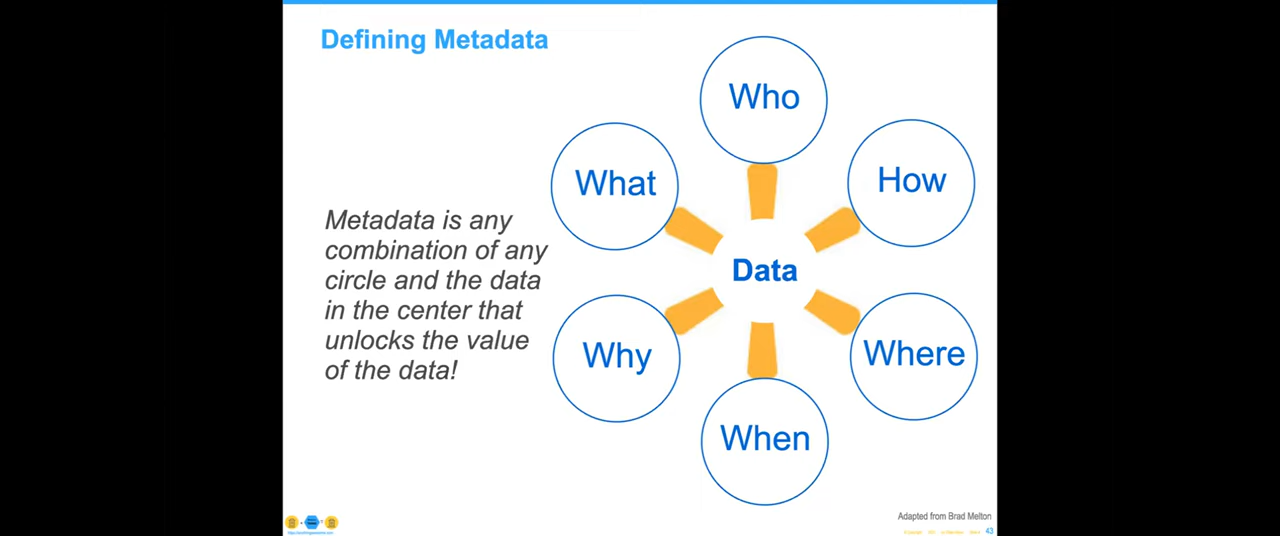 Defining Metadata
Who
What
How
Metadata is any
combination of any
circle and the data
in the center that
unlocks the value
of the data!
Data
Why
Where
When
Adapted from Brad Melton
43